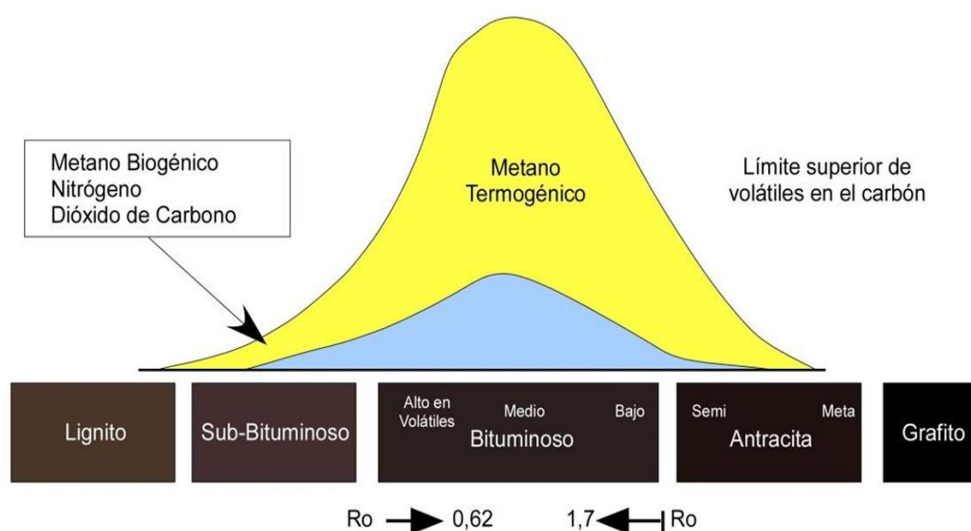 Metano Biogénico
Nitrógeno
Dióxido de Carbono
Metano
Termogénico
Límite superior de
volátiles en el carbón
Lignito
Sub-Bituminoso
Alto en
Volátiles
Medio
Bajo
Bituminoso
Semi
Meta
Antracita
Grafito
Ro
0,62
1,7
Ro